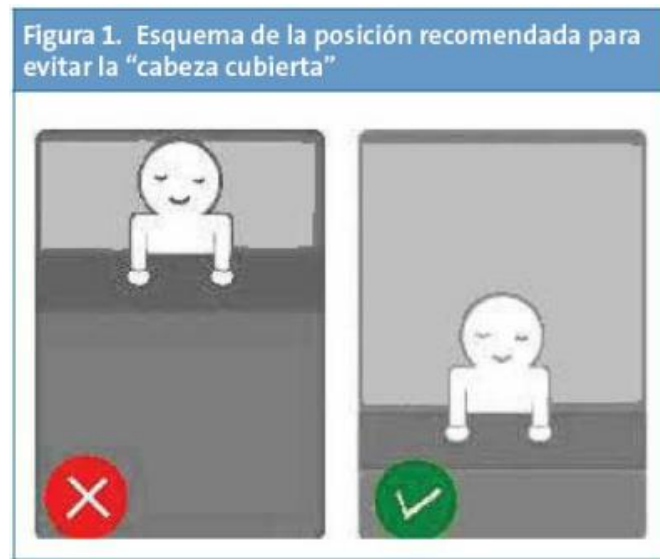 Figura 1. Esquema de la posición recomendada para
evitar la “cabeza cubierta”